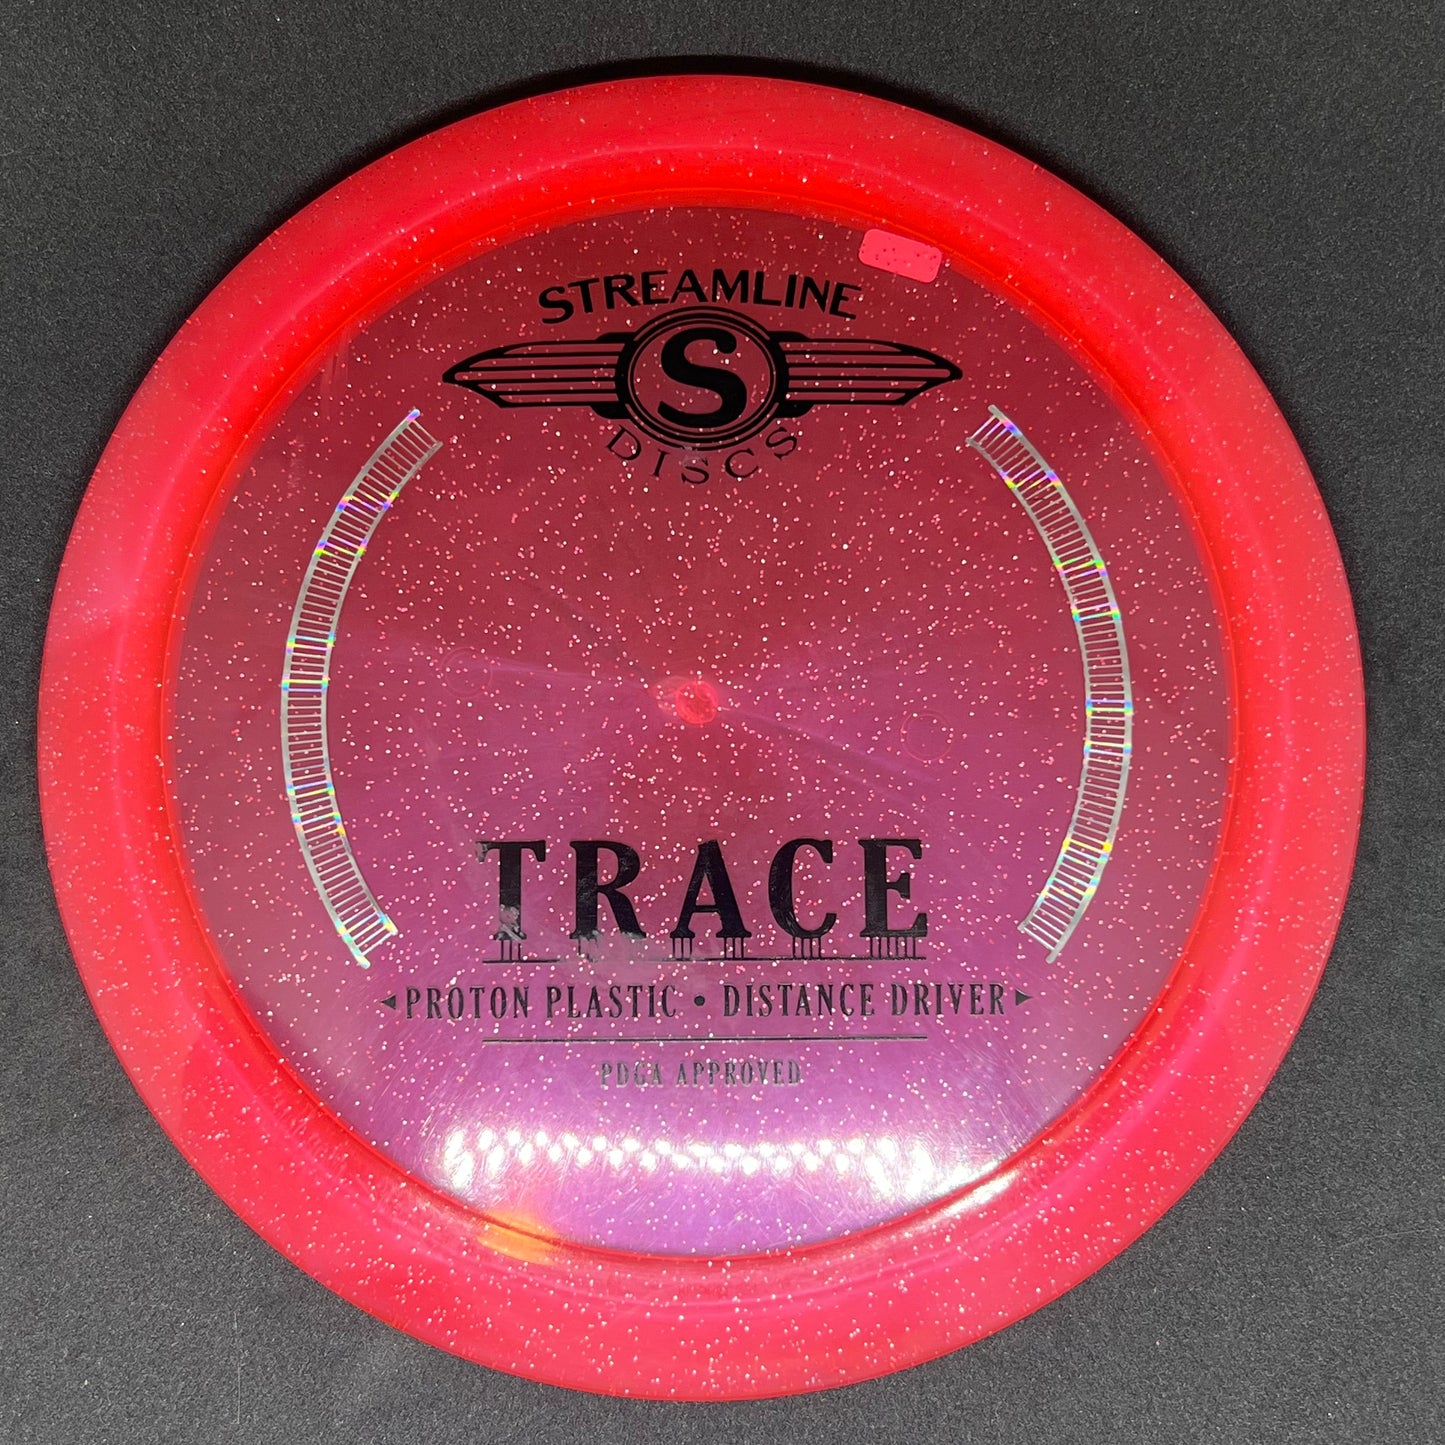 STREAMLINE
S
DISCS
TRACE
◄PROTON PLASTIC • DISTANCE DRIVER►
PDGA APPROVED